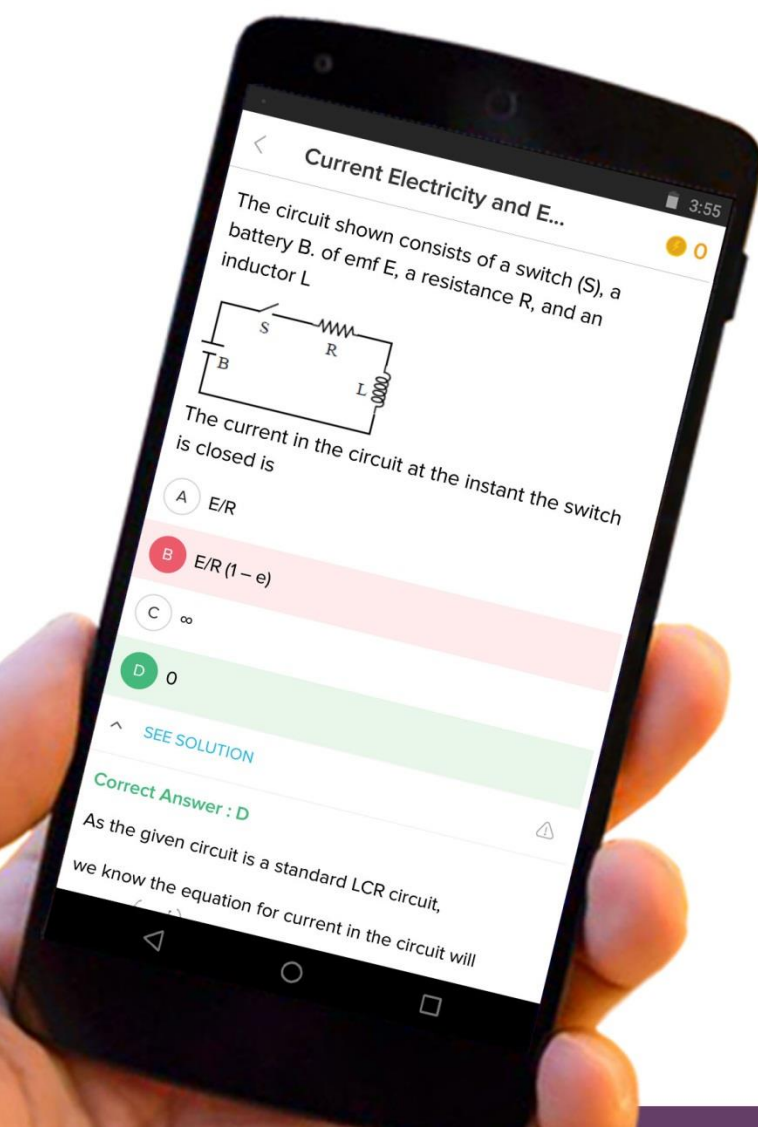 3:55
Current Electricity and E...
0
The circuit shown consists of a switch (S), a
battery B. of emf E, a resistance R, and an
inductor L
S
R
B
L
The current in the circuit at the instant the switch
is closed is
A E/R
B E/R (1 – e)
C ∞
D 0
SEE SOLUTION
Correct Answer : D
As the given circuit is a standard LCR circuit,
we know the equation for current in the circuit will